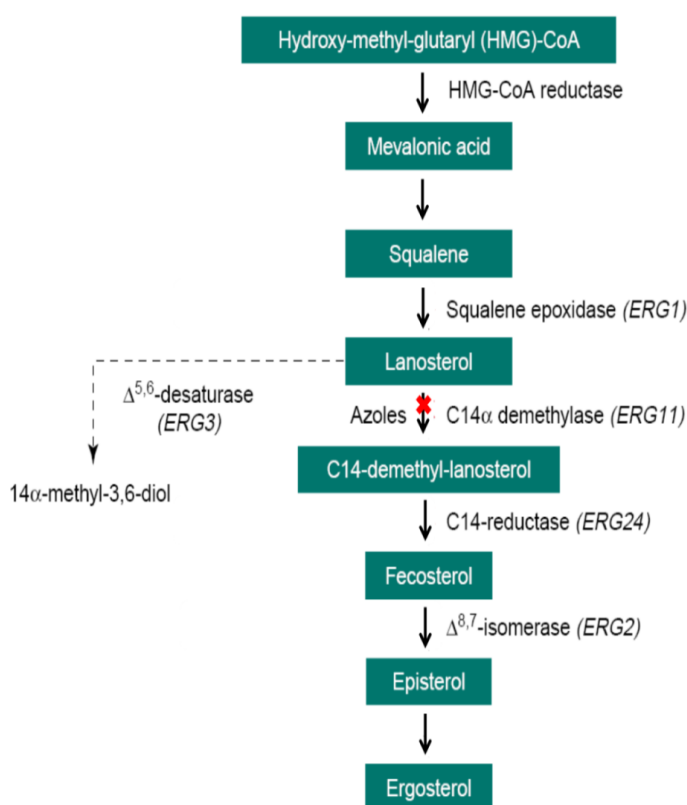 Hydroxy-methyl-glutaryl (HMG)-CoA
HMG-CoA reductase
Mevalonic acid
Squalene
Squalene epoxidase (ERG1)
Lanosterol
Δ5,6-desaturase
(ERG3)
Azoles
C14α demethylase (ERG11)
C14-demethyl-lanosterol
14α-methyl-3,6-diol
C14-reductase (ERG24)
Fecosterol
Δ8,7-isomerase (ERG2)
Episterol
Ergosterol